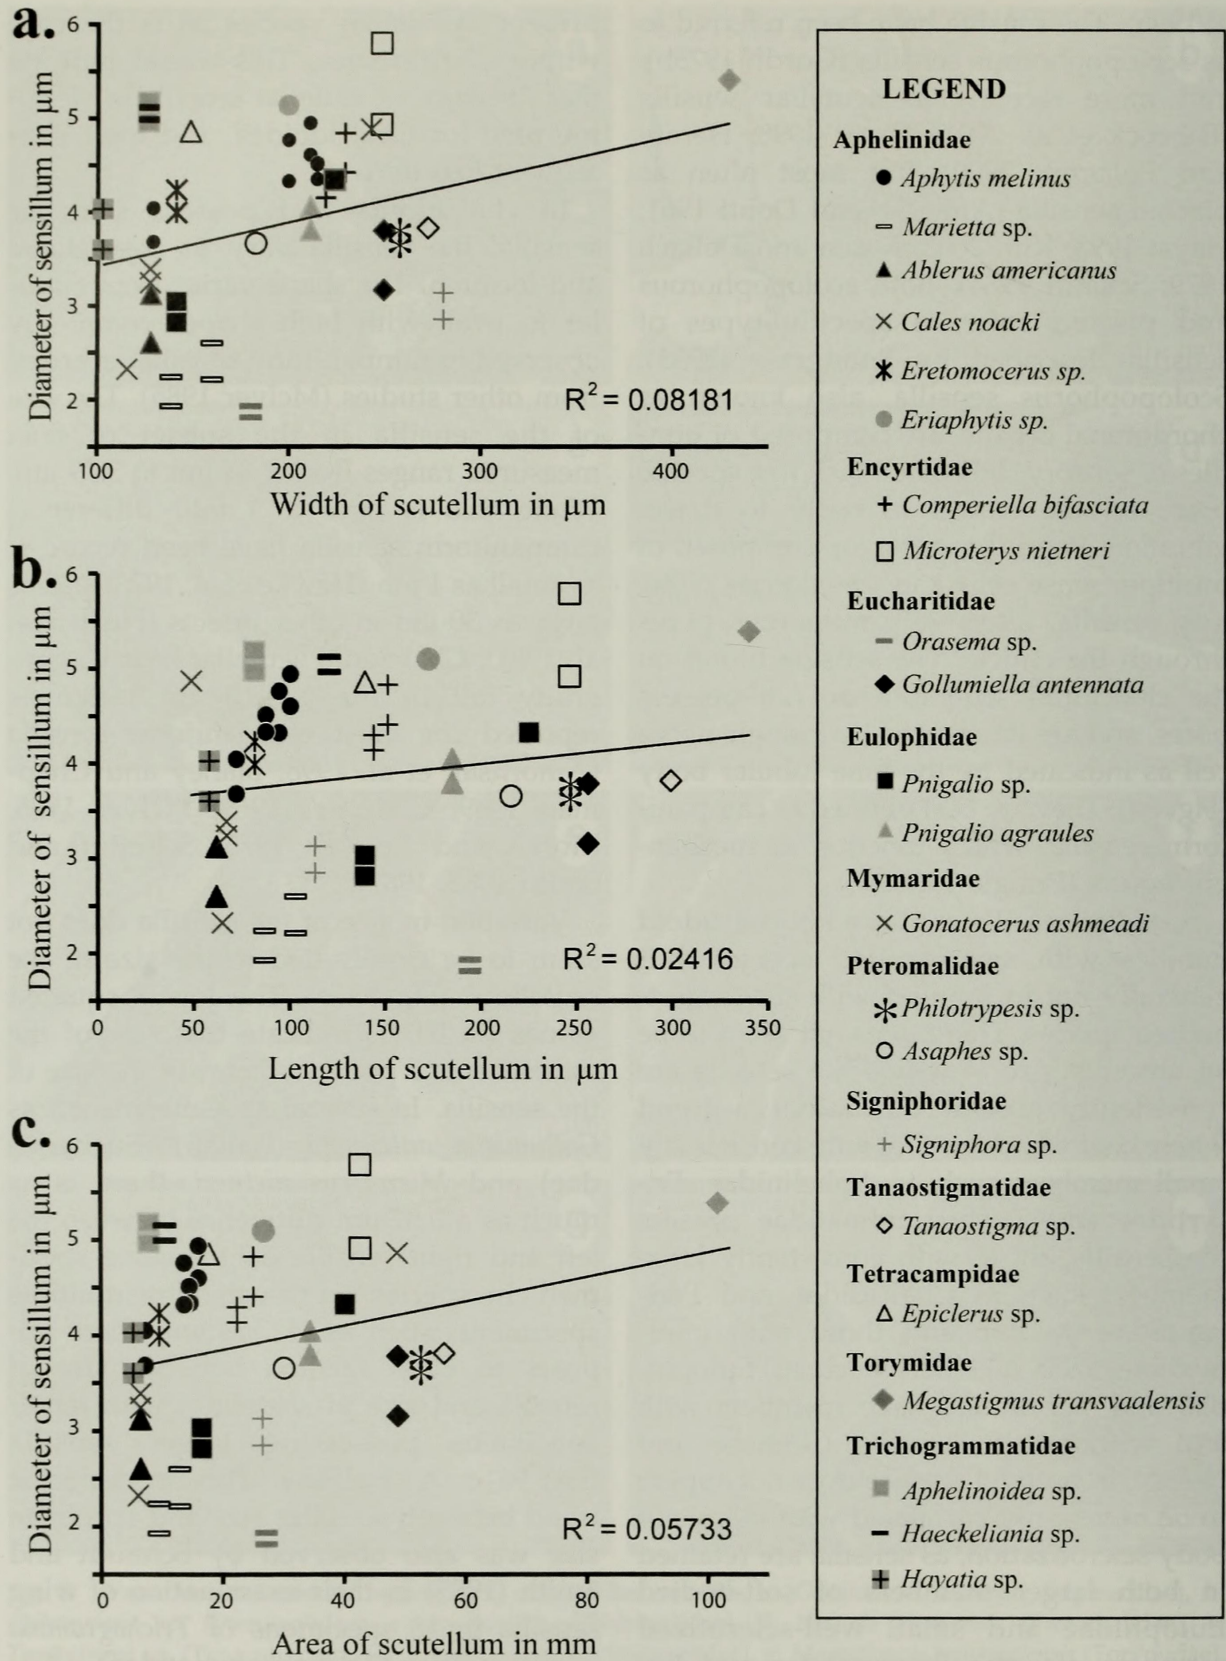 a.
6
5
4
3
2
Diameter of sensillum in μm
R² = 0.08181
100 200 300 400
Width of scutellum in μm
b.
6
5
4
3
2
Diameter of sensillum in μm
R² = 0.02416
0 50 100 150 200 250 300 350
Length of scutellum in μm
c.
6
5
4
3
2
Diameter of sensillum in μm
R² = 0.05733
0 20 40 60 80 100
Area of scutellum in mm
LEGEND
Aphelinidae
Aphytis melinus
Marietta sp.
Ablerus americanus
Cales noacki
Eretomocerus sp.
Eriaphytis sp.
Encyrtidae
Comperiella bifasciata
Microterys nietneri
Eucharitidae
Orasema sp.
Gollumiella antennata
Eulophidae
Pnigalio sp.
Pnigalio agraules
Mymaridae
Gonatocerus ashmeadi
Pteromalidae
Philotrypesis sp.
Asaphes sp.
Signiphoridae
Signiphora sp.
Tanaostigmatidae
Tanaostigma sp.
Tetracampidae
Epiclerus sp.
Torymidae
Megastigmus transvaalensis
Trichogrammatidae
Aphelinoidea sp.
Haeckeliania sp.
Hayatia sp.